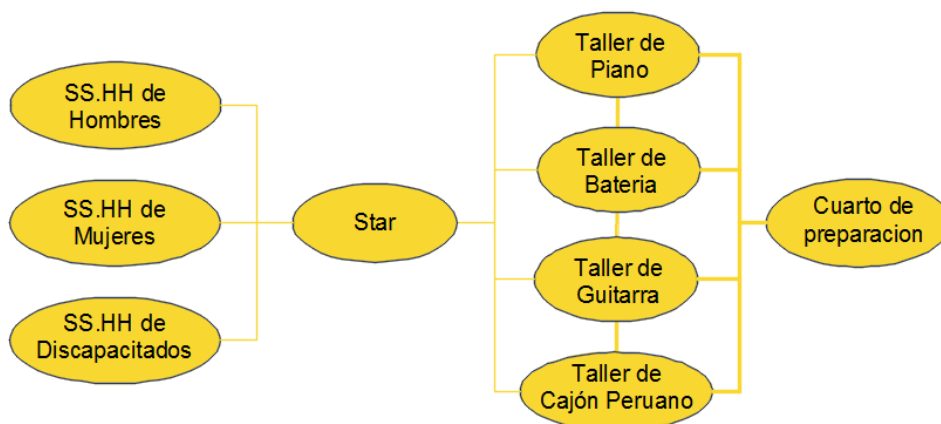 SS.HH de
Hombres
SS.HH de
Mujeres
SS.HH de
Discapacitados
Star
Taller de
Piano
Taller de
Bateria
Taller de
Guitarra
Taller de
Cajón Peruano
Cuarto de
preparacion